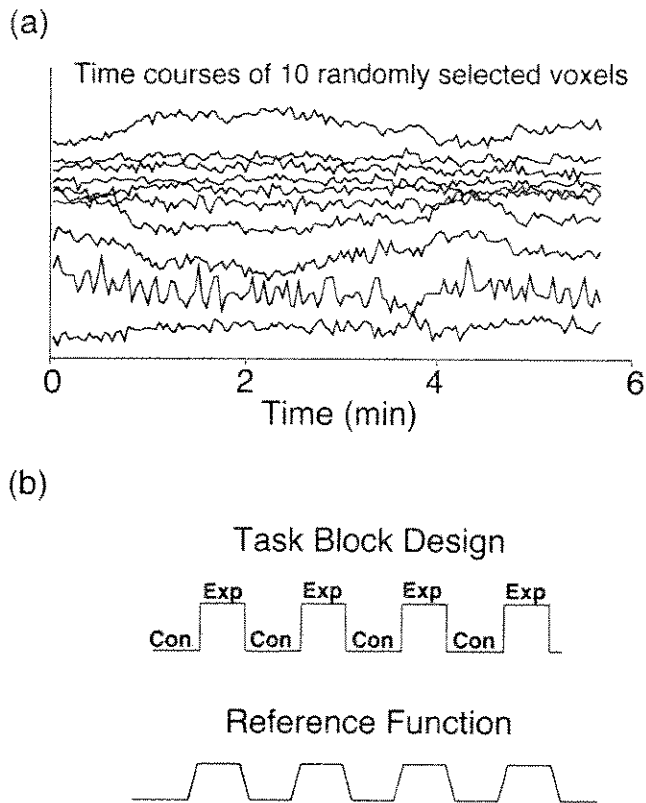 (a)
Time courses of 10 randomly selected voxels
0 2 4 6
Time (min)
(b)
Task Block Design
Exp Exp Exp Exp
Con Con Con Con
Reference Function